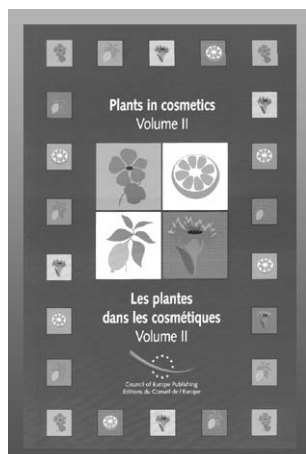 Plants in cosmetics
Volume II
Les plantes
dans les cosmétiques
Volume II
Council of Europe Publishing
Editions du Conseil de l'Europe